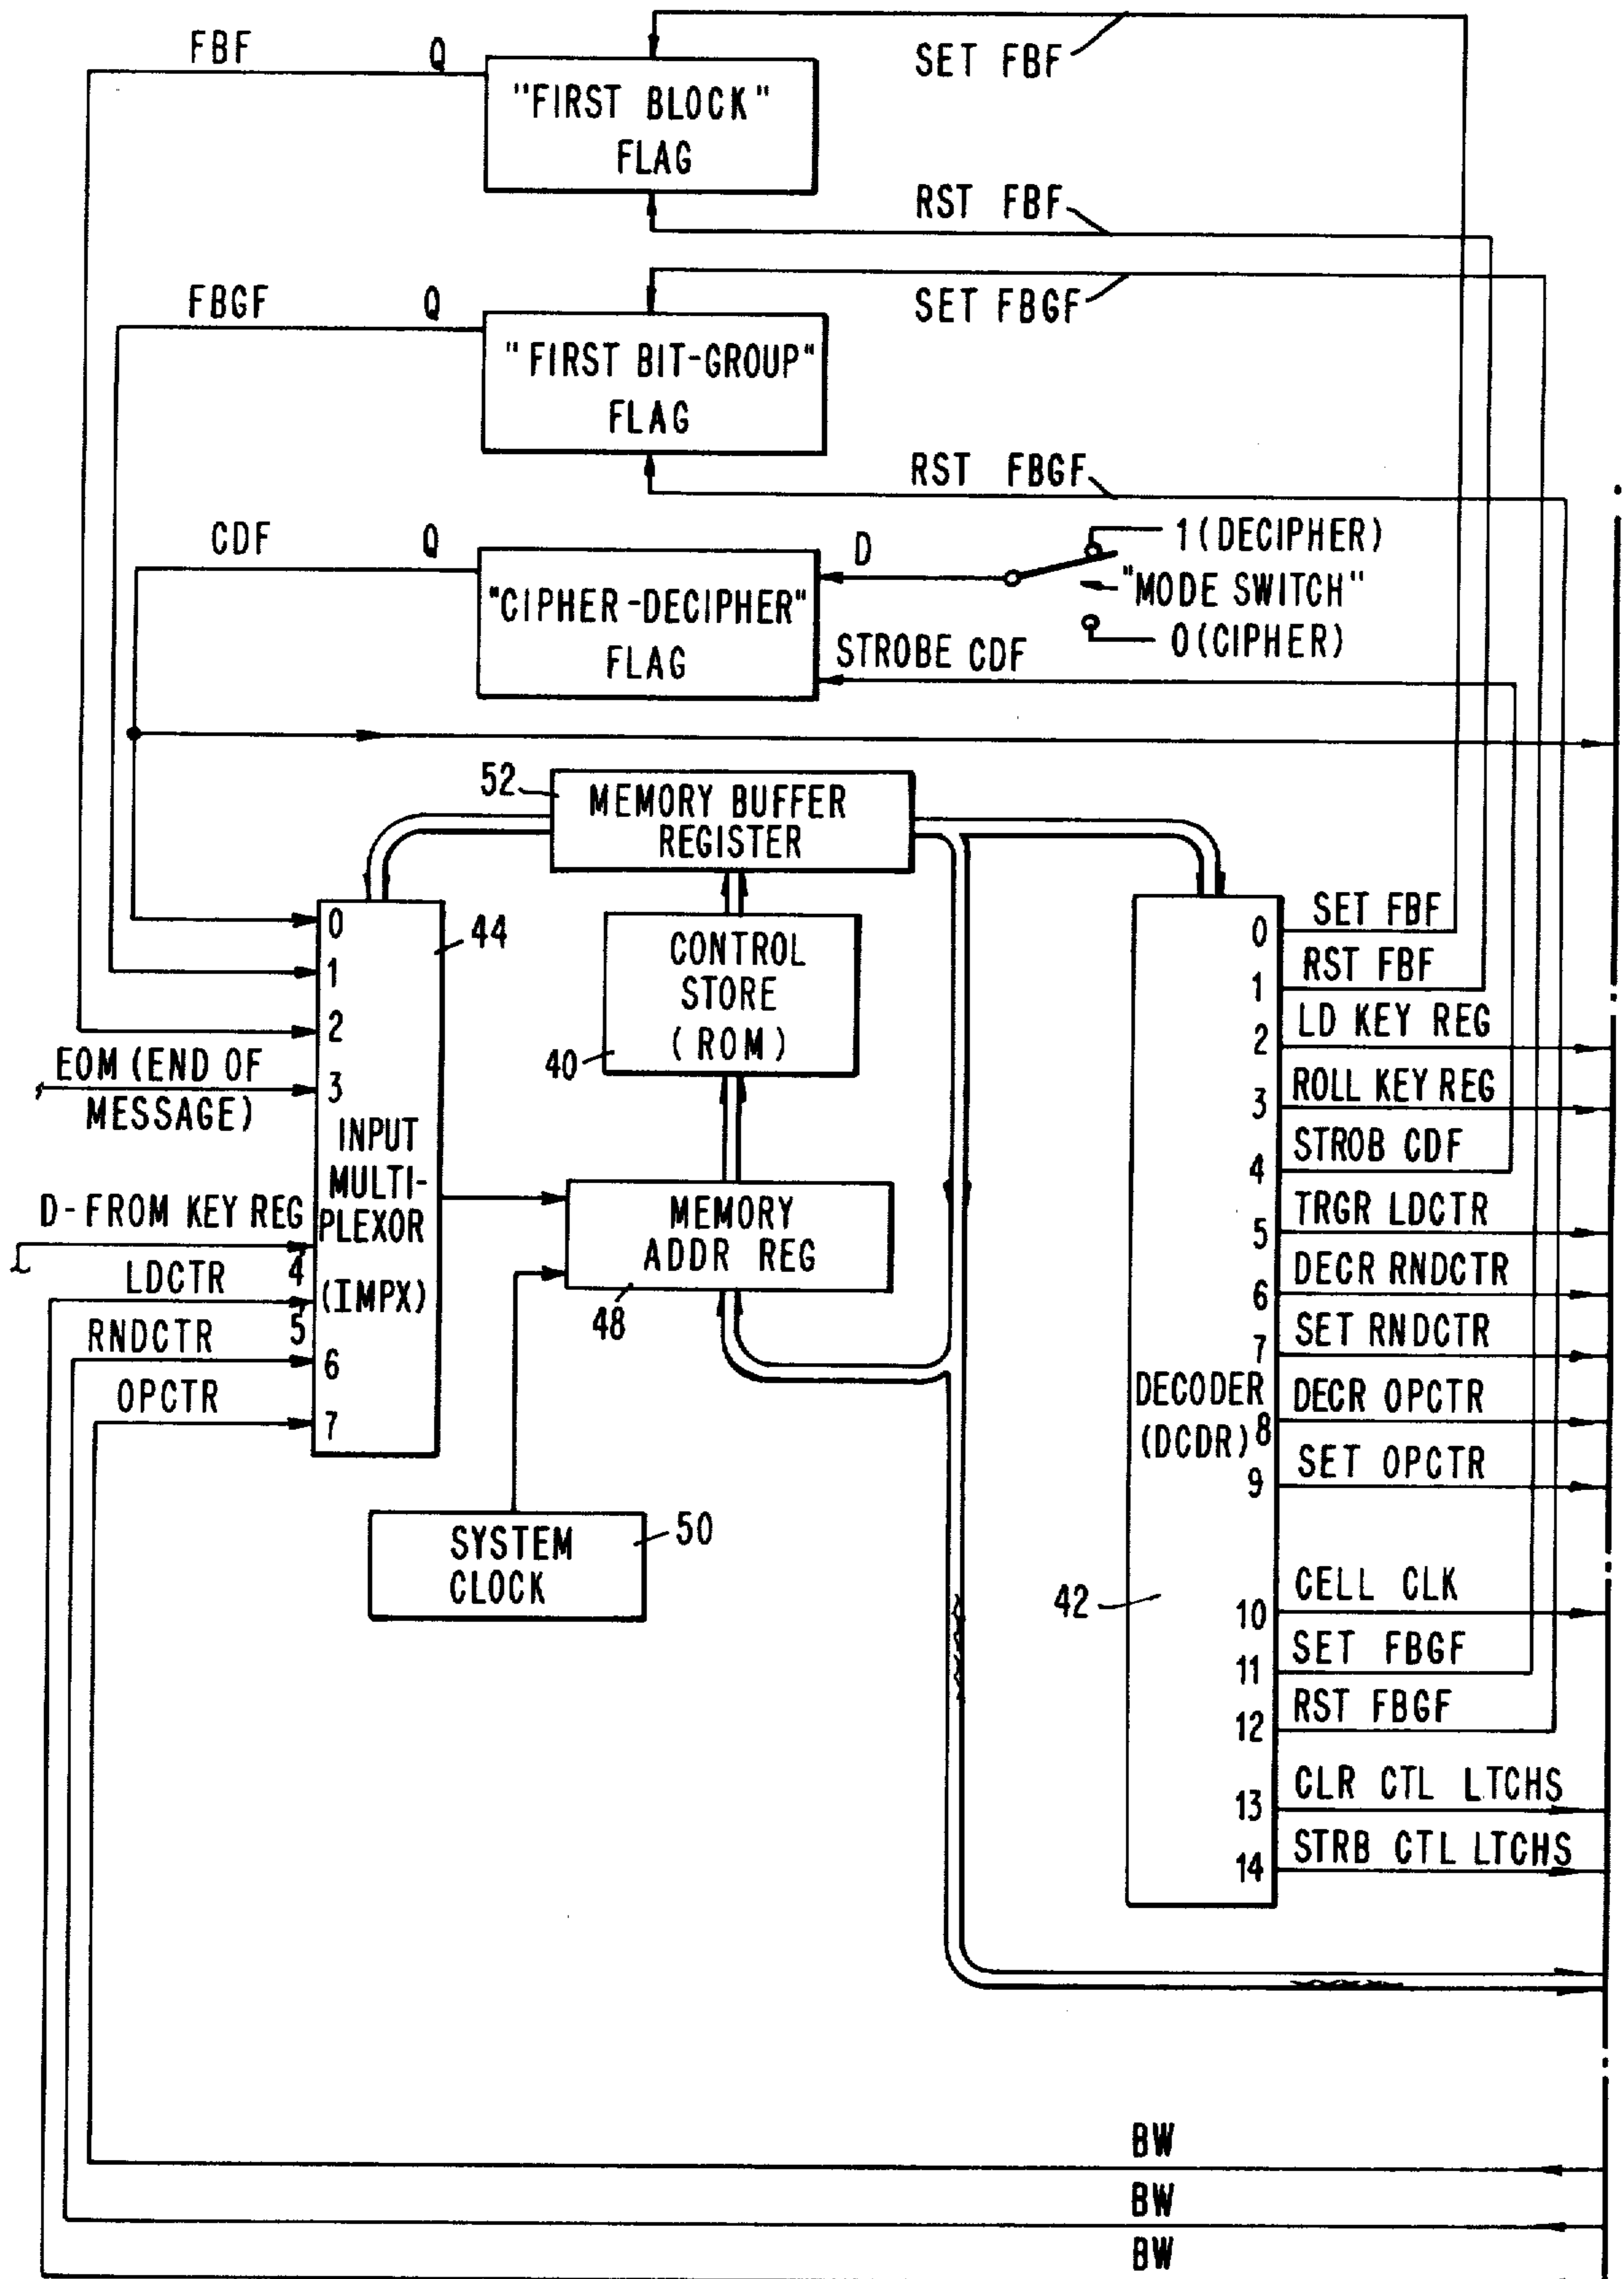 FBF Q
SET FBF
"FIRST BLOCK"
FLAG
RST FBF
FBGF Q
SET FBGF
"FIRST BIT-GROUP"
FLAG
RST FBGF
CDF Q
D
1 (DECIPHER)
"CIPHER-DECIPHER"
FLAG
"MODE SWITCH"
0 (CIPHER)
STROBE CDF
52
MEMORY BUFFER
REGISTER
0
1
2
3
4
5
6
7
44
INPUT
MULTI-
PLEXOR
(IMPX)
EOM (END OF
MESSAGE)
D-FROM KEY REG
LDCTR
RNDCTR
OPCTR
CONTROL
STORE
(ROM)
40
MEMORY
ADDR REG
48
SYSTEM
CLOCK
50
DECODER
(DCDR)
42
0 SET FBF
1 RST FBF
2 LD KEY REG
3 ROLL KEY REG
4 STROB CDF
5 TRGR LDCTR
6 DECR RNDCTR
7 SET RNDCTR
8 DECR OPCTR
9 SET OPCTR
10 CELL CLK
11 SET FBGF
12 RST FBGF
13 CLR CTL LTCHS
14 STRB CTL LTCHS
BW
BW
BW